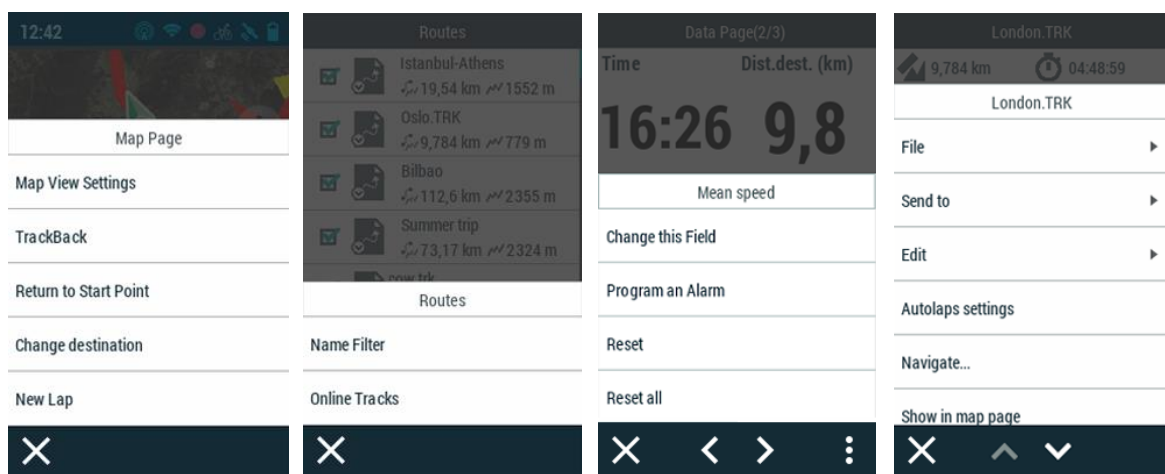 12:42
Map Page
Map View Settings
TrackBack
Return to Start Point
Change destination
New Lap
Routes
Istanbul-Athens
19,54 km 1552 m
Oslo.TRK
9,784 km 779 m
Bilbao
112,6 km 2355 m
Summer trip
73,17 km 2324 m
cow.trk
Routes
Name Filter
Online Tracks
Data Page(2/3)
Time Dist.dest. (km)
16:26 9,8
Mean speed
Change this Field
Program an Alarm
Reset
Reset all
London.TRK
9,784 km 04:48:59
London.TRK
File
Send to
Edit
Autolaps settings
Navigate...
Show in map page